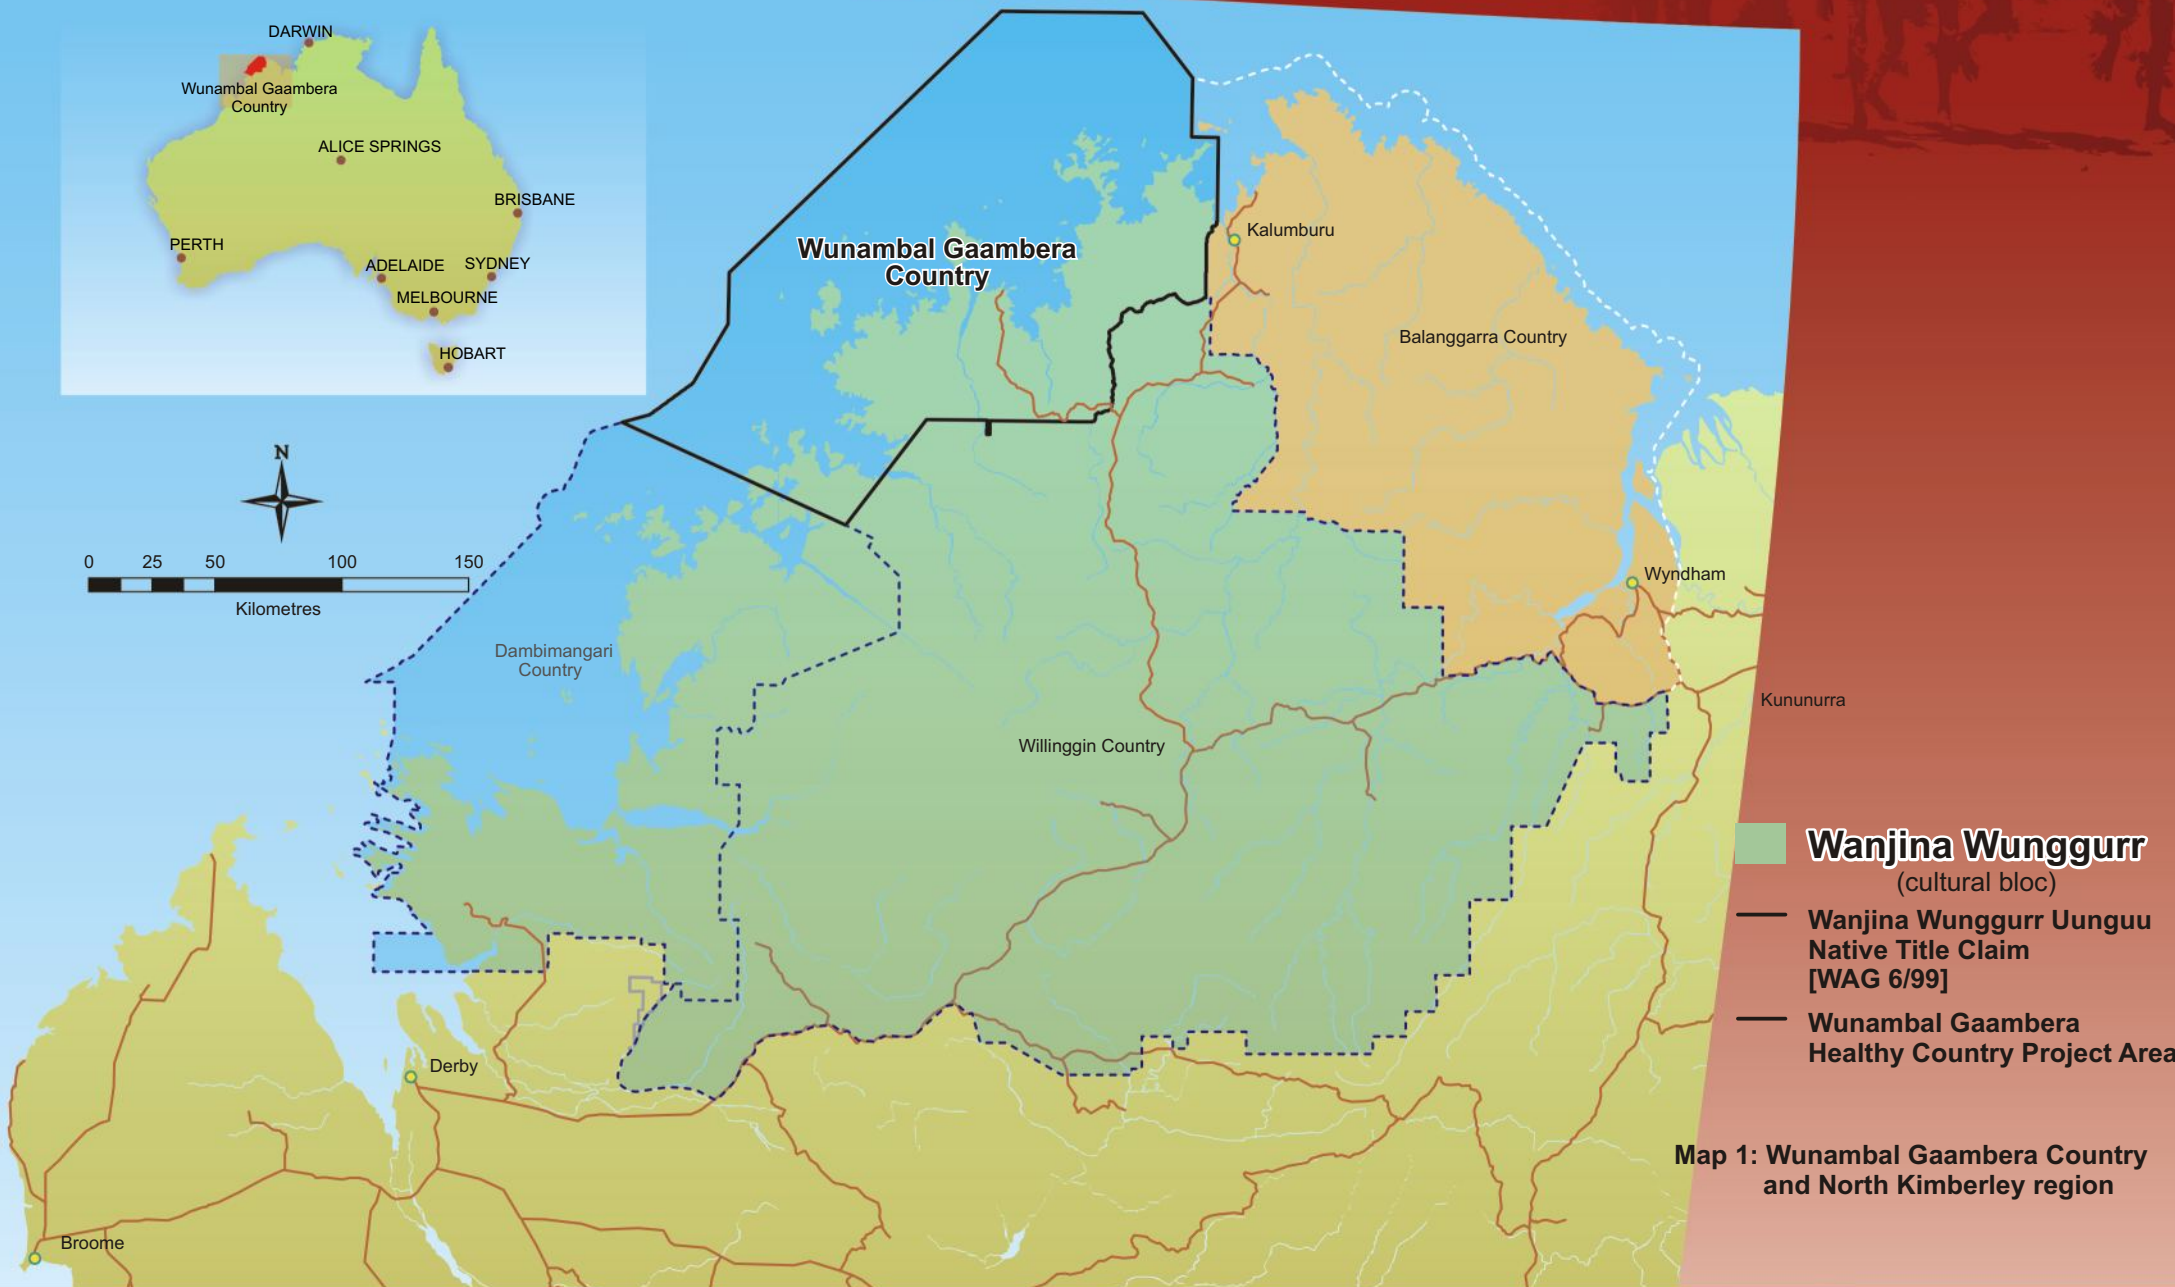 DARWIN
Wunambal Gaambera
Country
ALICE SPRINGS
BRISBANE
PERTH
ADELAIDE
SYDNEY
MELBOURNE
HOBART
Wunambal Gaambera
Country
Kalumburu
Balanggarra Country
N
0 25 50 100 150
Kilometres
Wyndham
Dambimangari
Country
Kununurra
Willinggin Country
Wanjina Wunggurr
(cultural bloc)
Wanjina Wunggurr Uunguu
Native Title Claim
[WAG 6/99]
Wunambal Gaambera
Healthy Country Project Area
Derby
Map 1: Wunambal Gaambera Country
and North Kimberley region
Broome